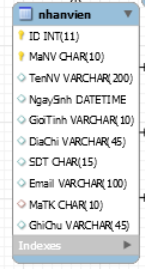 nhanvien
ID INT(11)
MaNV CHAR(10)
TenNV VARCHAR(200)
NgaySinh DATETIME
GioiTinh VARCHAR(10)
DiaChi VARCHAR(45)
SDT CHAR(15)
Email VARCHAR(100)
MaTK CHAR(10)
GhiChu VARCHAR(45)
Indexes